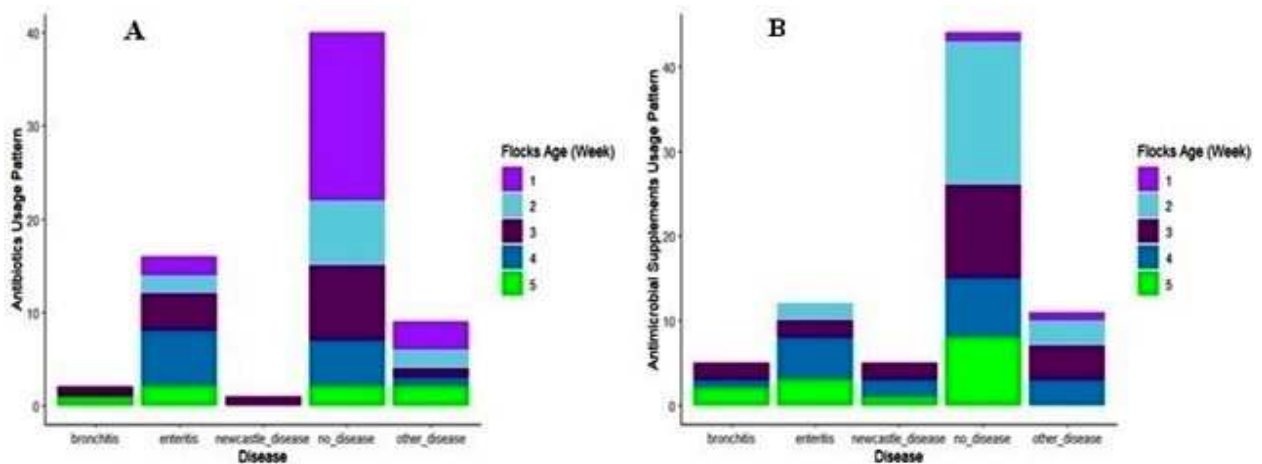 A
Antibiotics Usage Pattern
40
30
20
10
0
bronchitis enteritis newcastle_disease no_disease other_disease
Disease
Flocks Age (Week)
1
2
3
4
5
B
Antimicrobial Supplements Usage Pattern
40
30
20
10
0
bronchitis enteritis newcastle_disease no_disease other_disease
Disease
Flocks Age (Week)
1
2
3
4
5